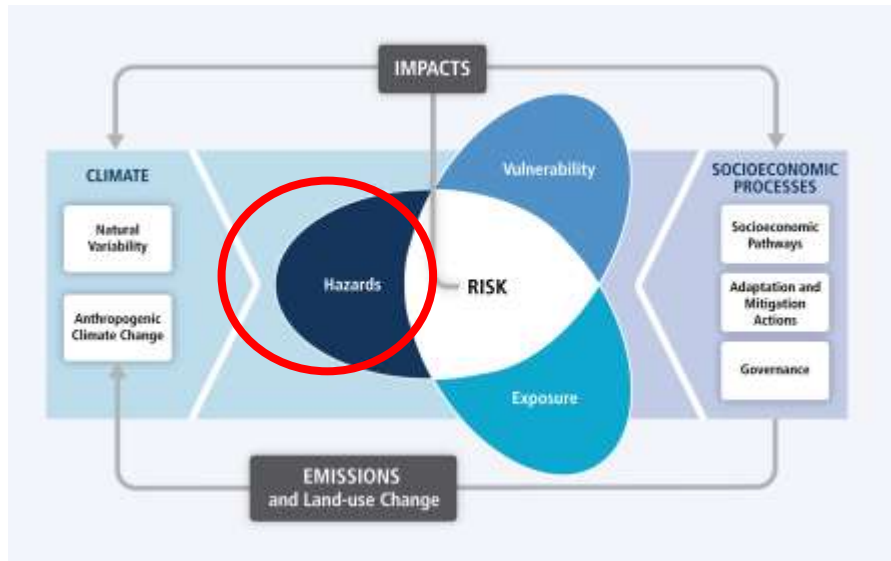 IMPACTS
CLIMATE
Natural
Variability
Anthropogenic
Climate Change
Vulnerability
Hazards
RISK
Exposure
SOCIOECONOMIC
PROCESSES
Socioeconomic
Pathways
Adaptation and
Mitigation
Actions
Governance
EMISSIONS
and Land-use Change